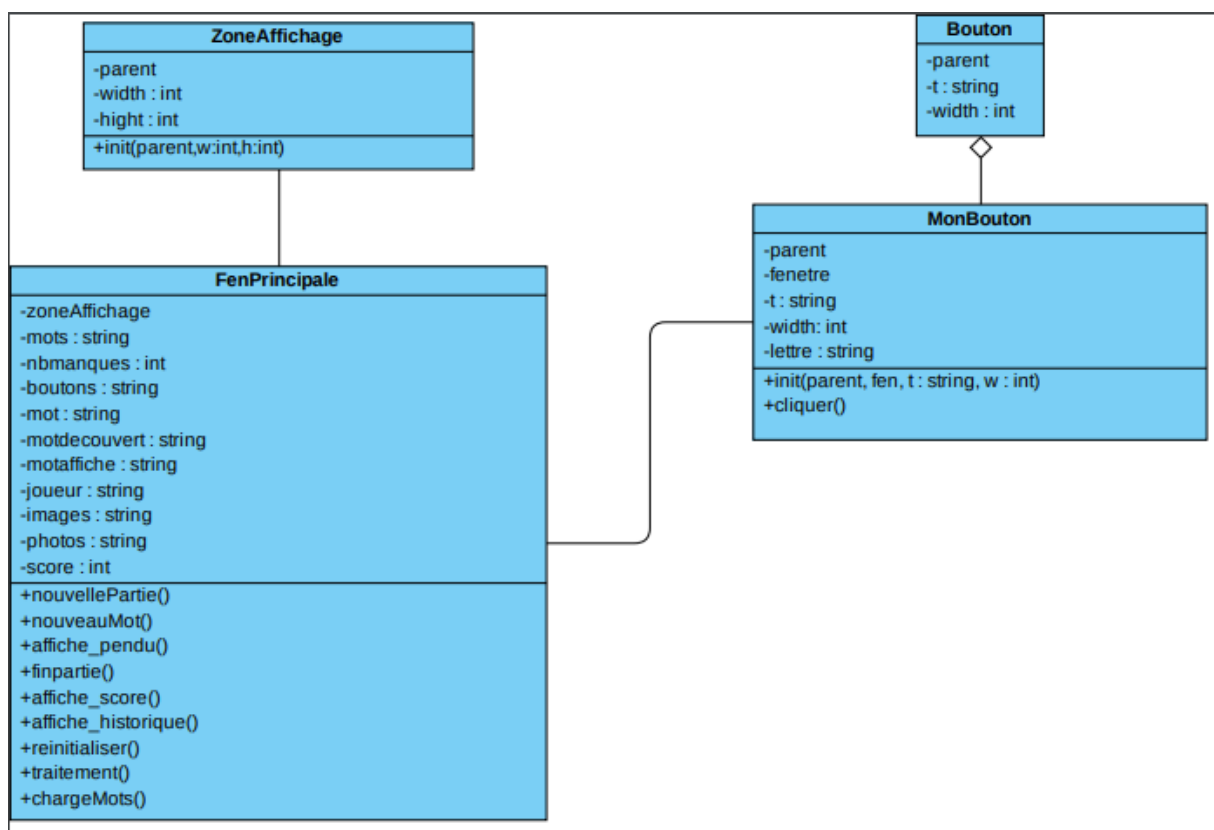 ZoneAffichage
-parent
-width : int
-hight : int
+init(parent,w:int,h:int)
Bouton
-parent
-t : string
-width : int
MonBouton
-parent
-fenetre
-t : string
-width: int
-lettre : string
+init(parent, fen, t : string, w : int)
+cliquer()
FenPrincipale
-zoneAffichage
-mots : string
-nbmanques : int
-boutons : string
-mot : string
-motdecouvert : string
-motaffiche : string
-joueur : string
-images : string
-photos : string
-score : int
+nouvellePartie()
+nouveauMot()
+affiche_pendu()
+finpartie()
+affiche_score()
+affiche_historique()
+reinitialiser()
+traitement()
+chargeMots()